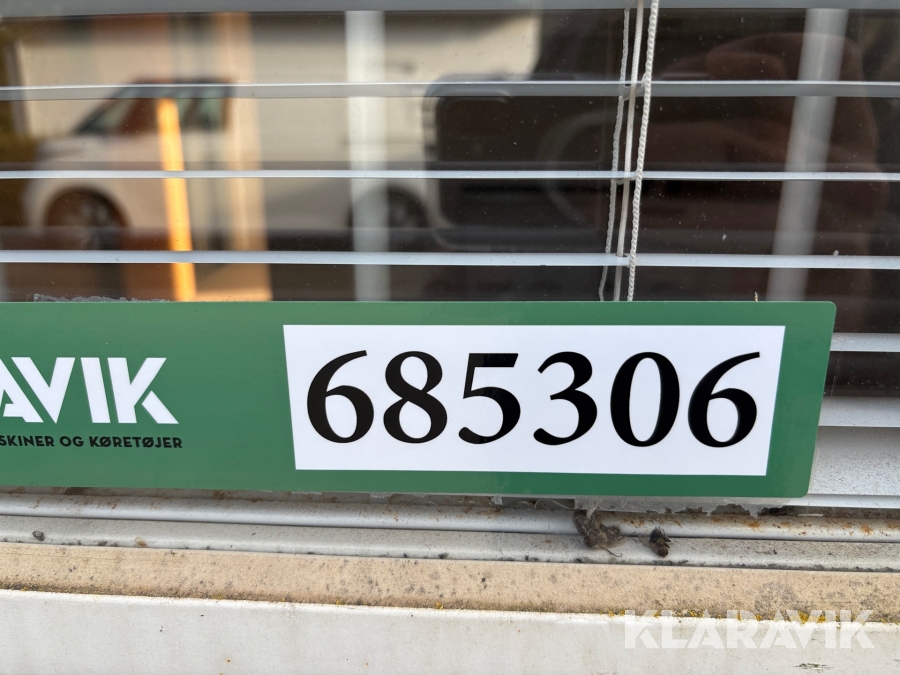 AVIK
SKINER OG KØRETØJER
685306
KLARAVIK